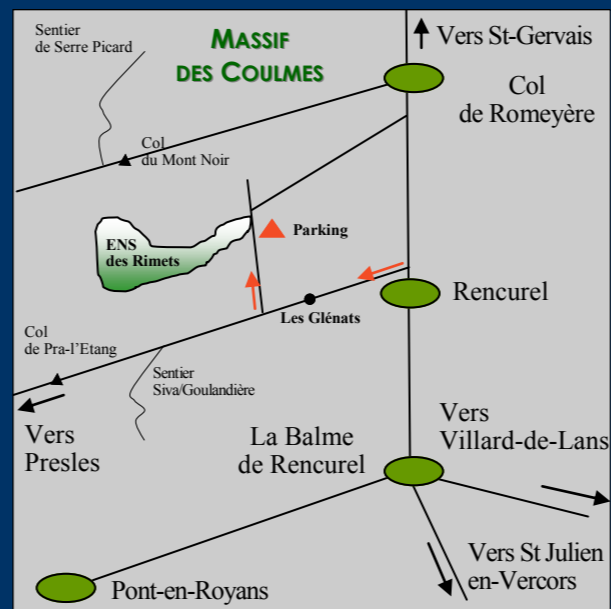 Sentier
de Serre Picard
MASSIF
DES COULMES
Vers St-Gervais
Col
de Romeyère
Col
du Mont Noir
ENS
des Rimets
Parking
Rencurel
Les Glénats
Col
de Pra-l'Etang
Sentier
Siva/Goulandière
Vers
Presles
La Balme
de Rencurel
Vers
Villard-de-Lans
Vers St Julien
en-Vercors
Pont-en-Royans